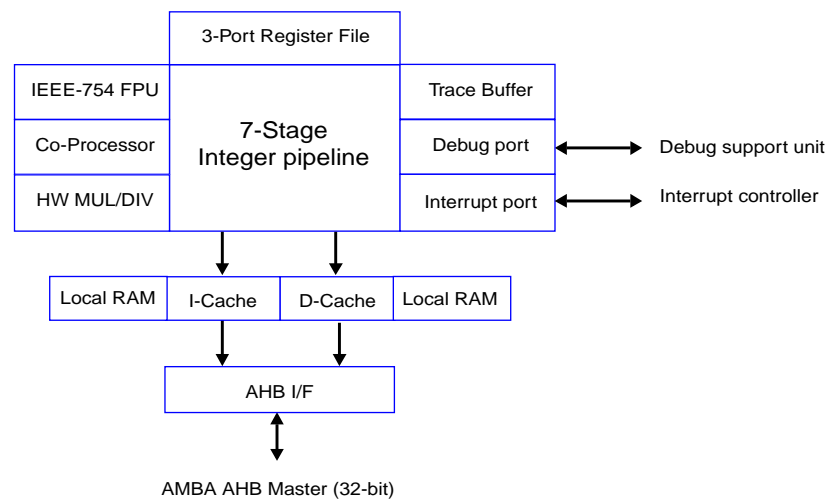 3-Port Register File
IEEE-754 FPU
Trace Buffer
7-Stage
Integer pipeline
Co-Processor
Debug port
Debug support unit
HW MUL/DIV
Interrupt port
Interrupt controller
Local RAM
I-Cache
D-Cache
Local RAM
AHB I/F
AMBA AHB Master (32-bit)